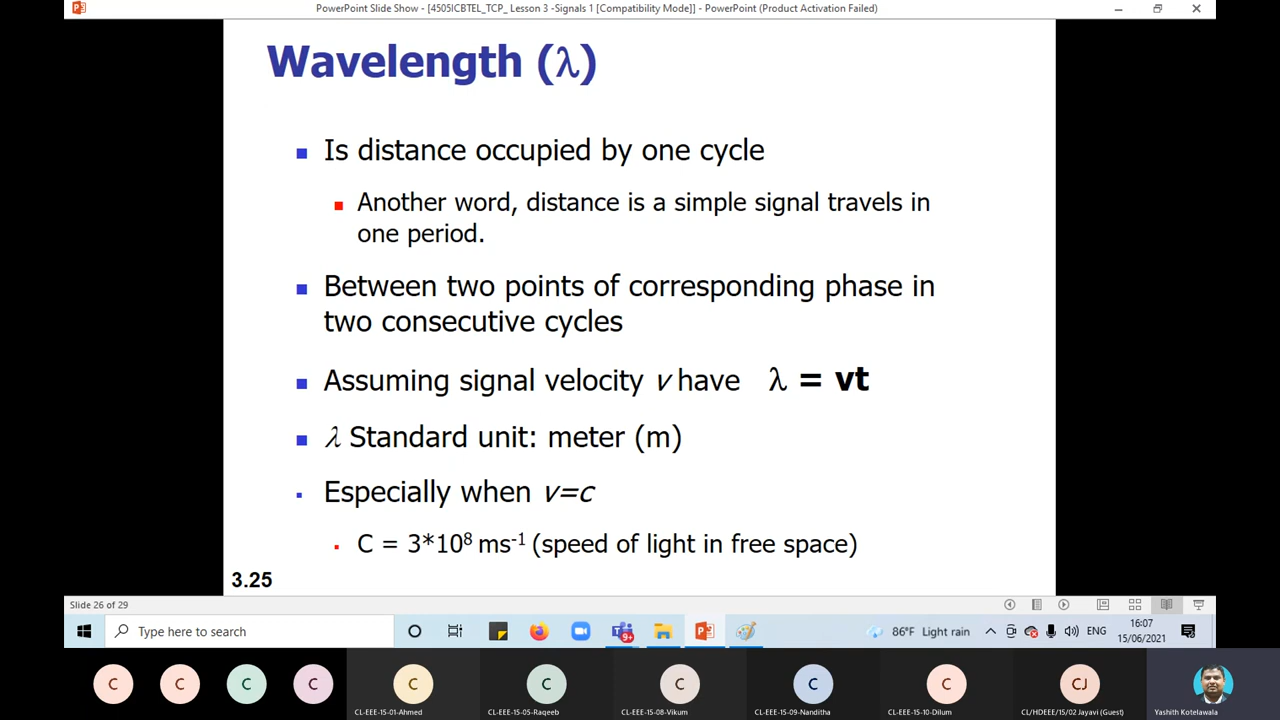 PowerPoint Slide Show - [4505ICBTEL_TCP_ Lesson 3 -Signals 1 [Compatibility Mode]] - PowerPoint (Product Activation Failed)
Wavelength (λ)
Is distance occupied by one cycle
Another word, distance is a simple signal travels in
one period.
Between two points of corresponding phase in
two consecutive cycles
Assuming signal velocity v have λ = vt
λ Standard unit: meter (m)
Especially when v=c
C = 3*10⁸ ms⁻¹ (speed of light in free space)
3.25
Slide 26 of 29
Type here to search
9+
86°F Light rain
ENG
16:07
15/06/2021
C
C
C
C
C
C
C
C
C
CJ
CL-EEE-15-01-Ahmed
CL-EEE-15-05-Raqeeb
CL-EEE-15-08-Vikum
CL-EEE-15-09-Nanditha
CL-EEE-15-10-Dilum
CL/HDEEE/15/02 Jayavi (Guest)
Yashith Kotelawala